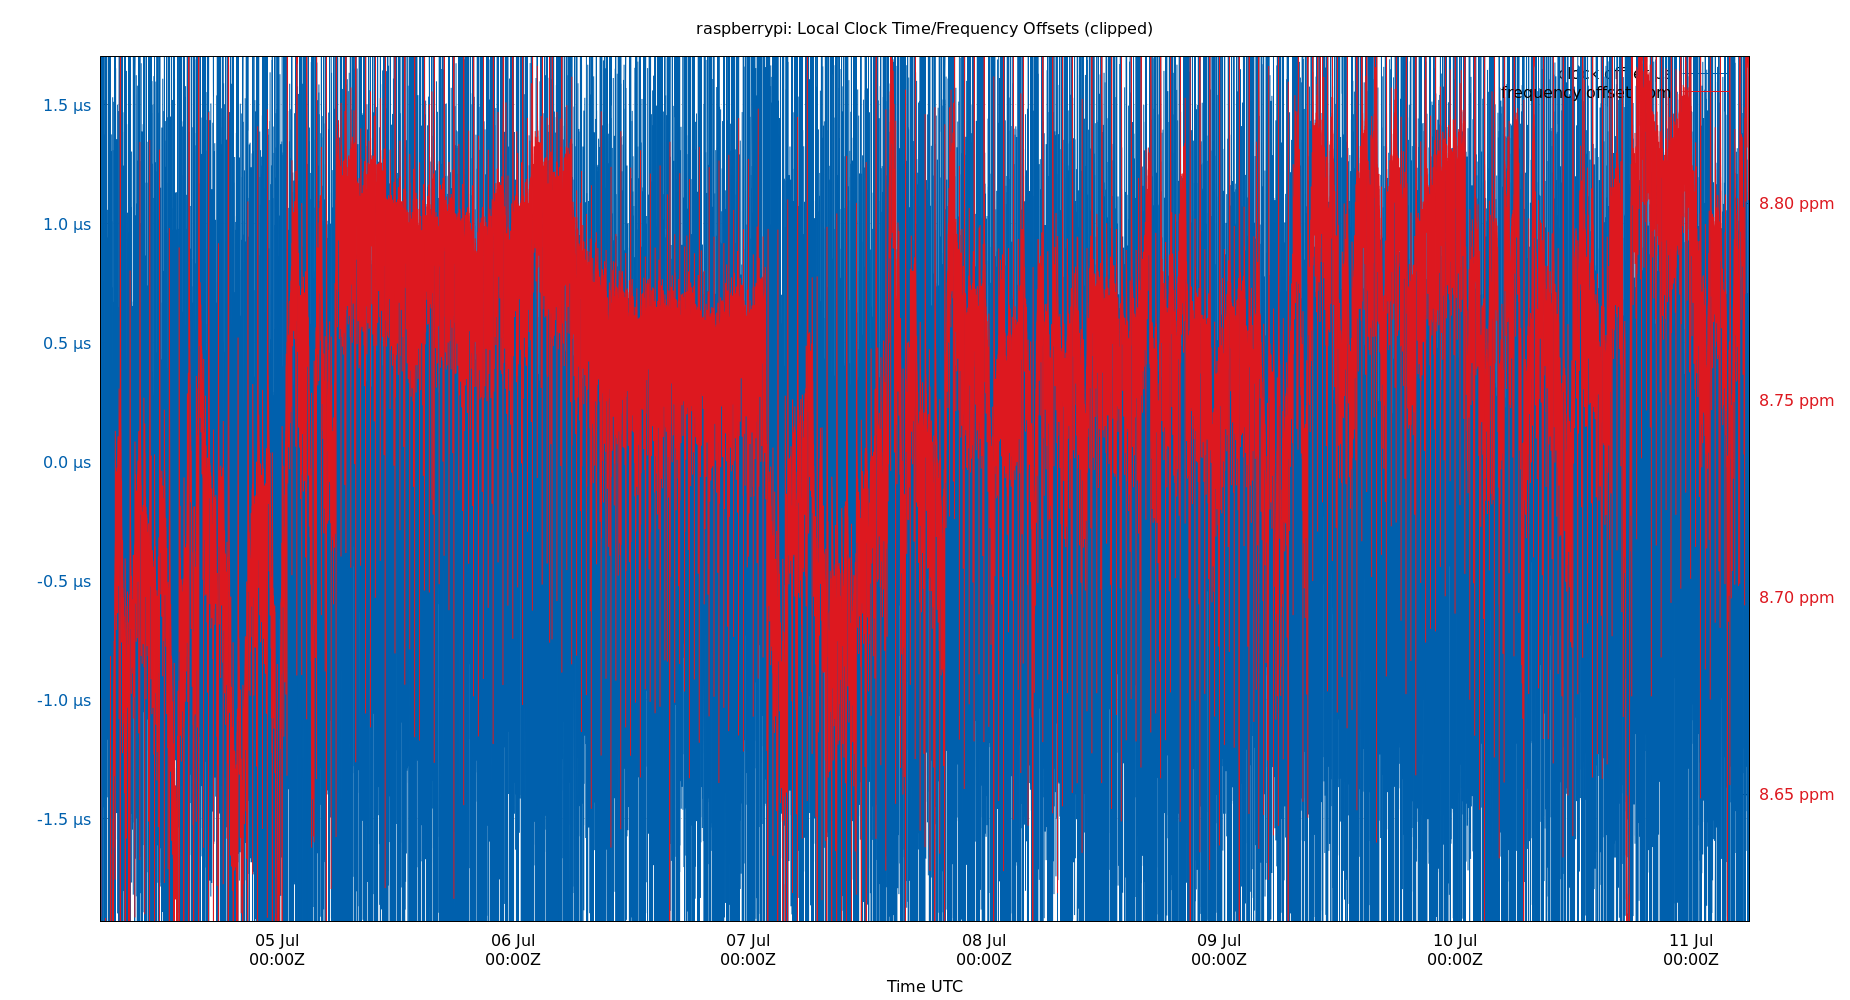 raspberrypi: Local Clock Time/Frequency Offsets (clipped)
clock offset
frequency offset
1.5 µs
1.0 µs
0.5 µs
0.0 µs
-0.5 µs
-1.0 µs
-1.5 µs
8.80 ppm
8.75 ppm
8.70 ppm
8.65 ppm
05 Jul
00:00Z
06 Jul
00:00Z
07 Jul
00:00Z
08 Jul
00:00Z
09 Jul
00:00Z
10 Jul
00:00Z
11 Jul
00:00Z
Time UTC